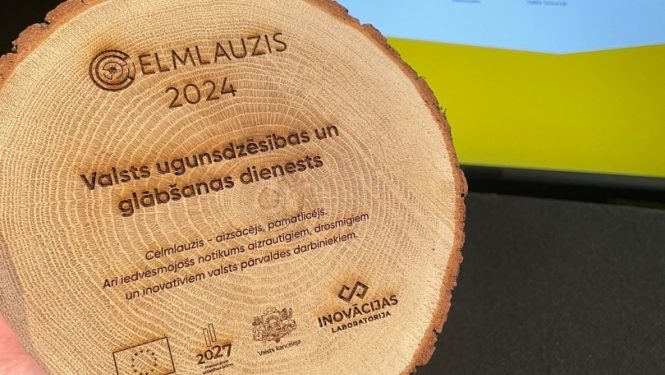 CELMLAUZIS
2024
Valsts ugunsdzēsības un
glābšanas dienests
Celmlauzis – aizsācējs, pamatlicējs.
Arī iedvesmojošs notikums aizrautīgiem, drosmīgiem
un inovatīviem valsts pārvaldes darbiniekiem.
2027
Valsts kanceleja
INOVĀCIJAS
LABORATORIJA